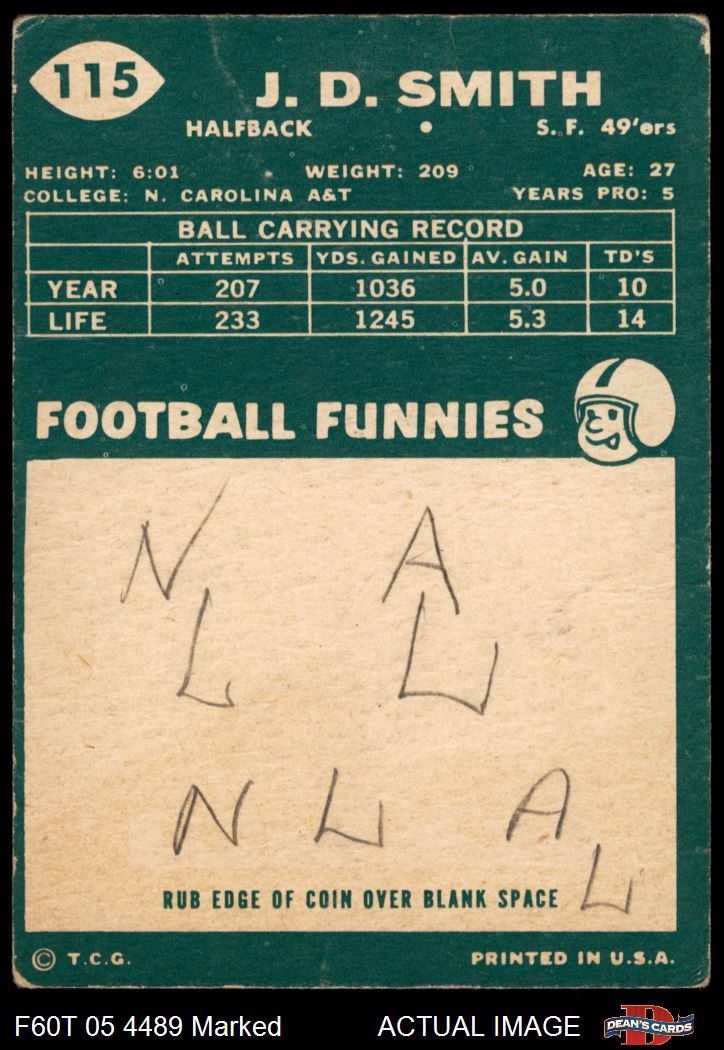 115
J. D. SMITH
HALFBACK • S. F. 49'ers
HEIGHT: 6:01 WEIGHT: 209 AGE: 27
COLLEGE: N. CAROLINA A&T YEARS PRO: 5
BALL CARRYING RECORD
ATTEMPTS YDS. GAINED AV. GAIN TD'S
YEAR 207 1036 5.0 10
LIFE 233 1245 5.3 14
FOOTBALL FUNNIES
N A
L L
N L A
L
RUB EDGE OF COIN OVER BLANK SPACE
© T.C.G. PRINTED IN U.S.A.
F60T 05 4489 Marked ACTUAL IMAGE DEAN'S CARDS